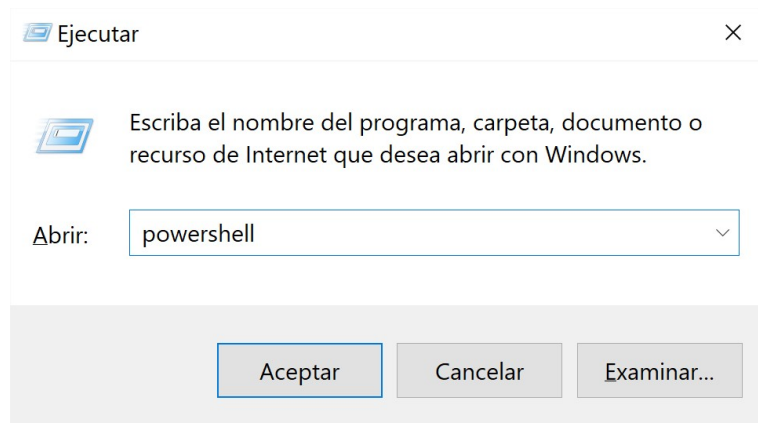 Ejecutar
Escriba el nombre del programa, carpeta, documento o
recurso de Internet que desea abrir con Windows.
Abrir: powershell
Aceptar Cancelar Examinar...